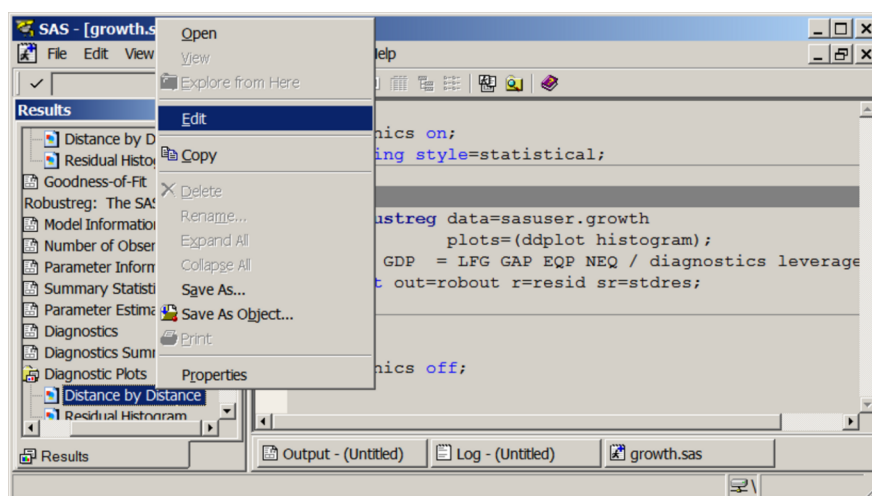 SAS - [growth.s
File Edit View
elp
Results
Distance by D
Residual Histog
Goodness-of-Fit
Robustreg: The SAS
Model Information
Number of Obser
Parameter Inform
Summary Statisti
Parameter Estima
Diagnostics
Diagnostics Summ
Diagnostic Plots
Distance by Distance
Residual Histogram
Results
Open
View
Explore from Here
Edit
Copy
Delete
Rename...
Expand All
Collapse All
Save As...
Save As Object...
Print
Properties
hics on;
ing style=statistical;
ustreg data=sasuser.growth
plots=(ddplot histogram);
GDP = LFG GAP EQP NEQ / diagnostics leverage
t out=robout r=resid sr=stdres;
hics off;
Output - (Untitled)
Log - (Untitled)
growth.sas